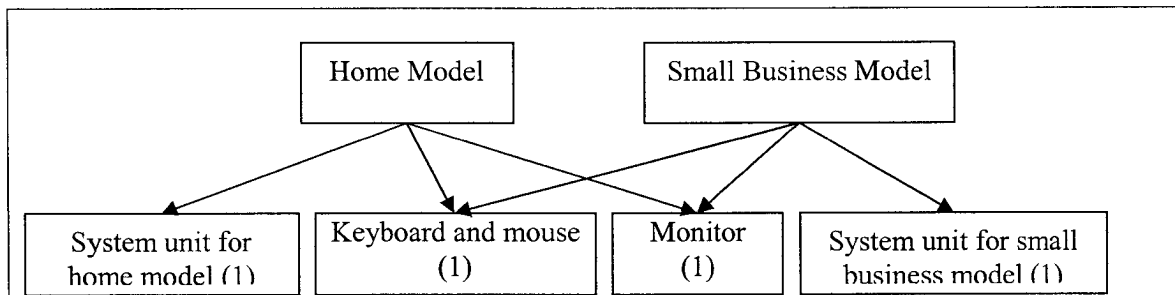 Home Model
Small Business Model
System unit for
home model (1)
Keyboard and mouse
(1)
Monitor
(1)
System unit for small
business model (1)